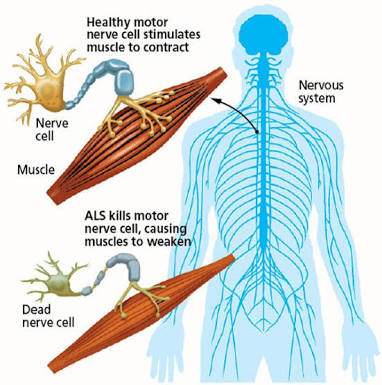 Healthy motor
nerve cell stimulates
muscle to contract
Nerve
cell
Muscle
Nervous
system
ALS kills motor
nerve cell, causing
muscles to weaken
Dead
nerve cell